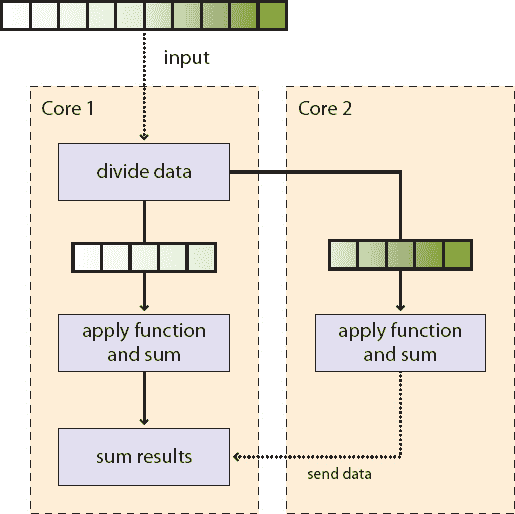 input
Core 1
Core 2
divide data
apply function
and sum
apply function
and sum
sum results
send data